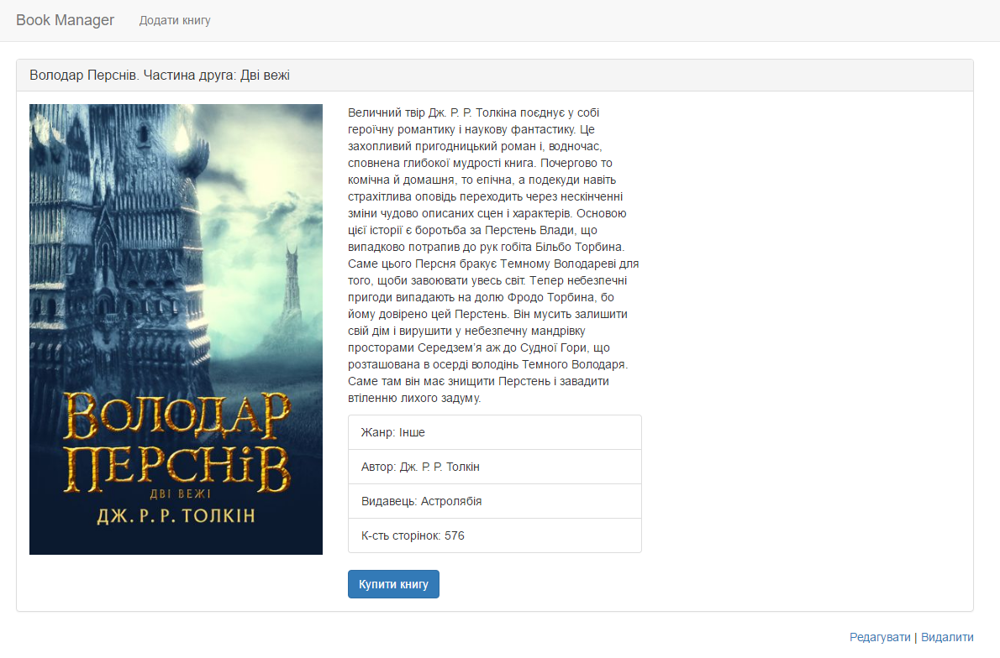 Book Manager Додати книгу
Володар Перснів. Частина друга: Дві вежі
Величний твір Дж. Р. Р. Толкіна поєднує у собі
героїчну романтику і наукову фантастику. Це
захопливий пригодницький роман і, водночас,
сповнена глибокої мудрості книга. Почергово то
комічна й домашня, то епічна, а подекуди навіть
страхітлива оповідь переходить через нескінченні
зміни чудово описаних сцен і характерів. Основою
цієї історії є боротьба за Перстень Влади, що
випадково потрапив до рук гобіта Більбо Торбина.
Саме цього Персня бракує Темному Володареві для
того, щоби завоювати увесь світ. Тепер небезпечні
пригоди випадають на долю Фродо Торбина, бо
йому довірено цей Перстень. Він мусить залишити
свій дім і вирушити у небезпечну мандрівку
просторами Середзем'я аж до Судної Гори, що
розташована в осерді володінь Темного Володаря.
Саме там він має знищити Перстень і завадити
втіленню лихого задуму.
ВОЛОДАР
ПЕРСНІВ
ДВІ ВЕЖІ
ДЖ. Р. Р. ТОЛКІН
Жанр: Інше
Автор: Дж. Р. Р. Толкін
Видавець: Астролябія
К-сть сторінок: 576
Купити книгу
Редагувати | Видалити